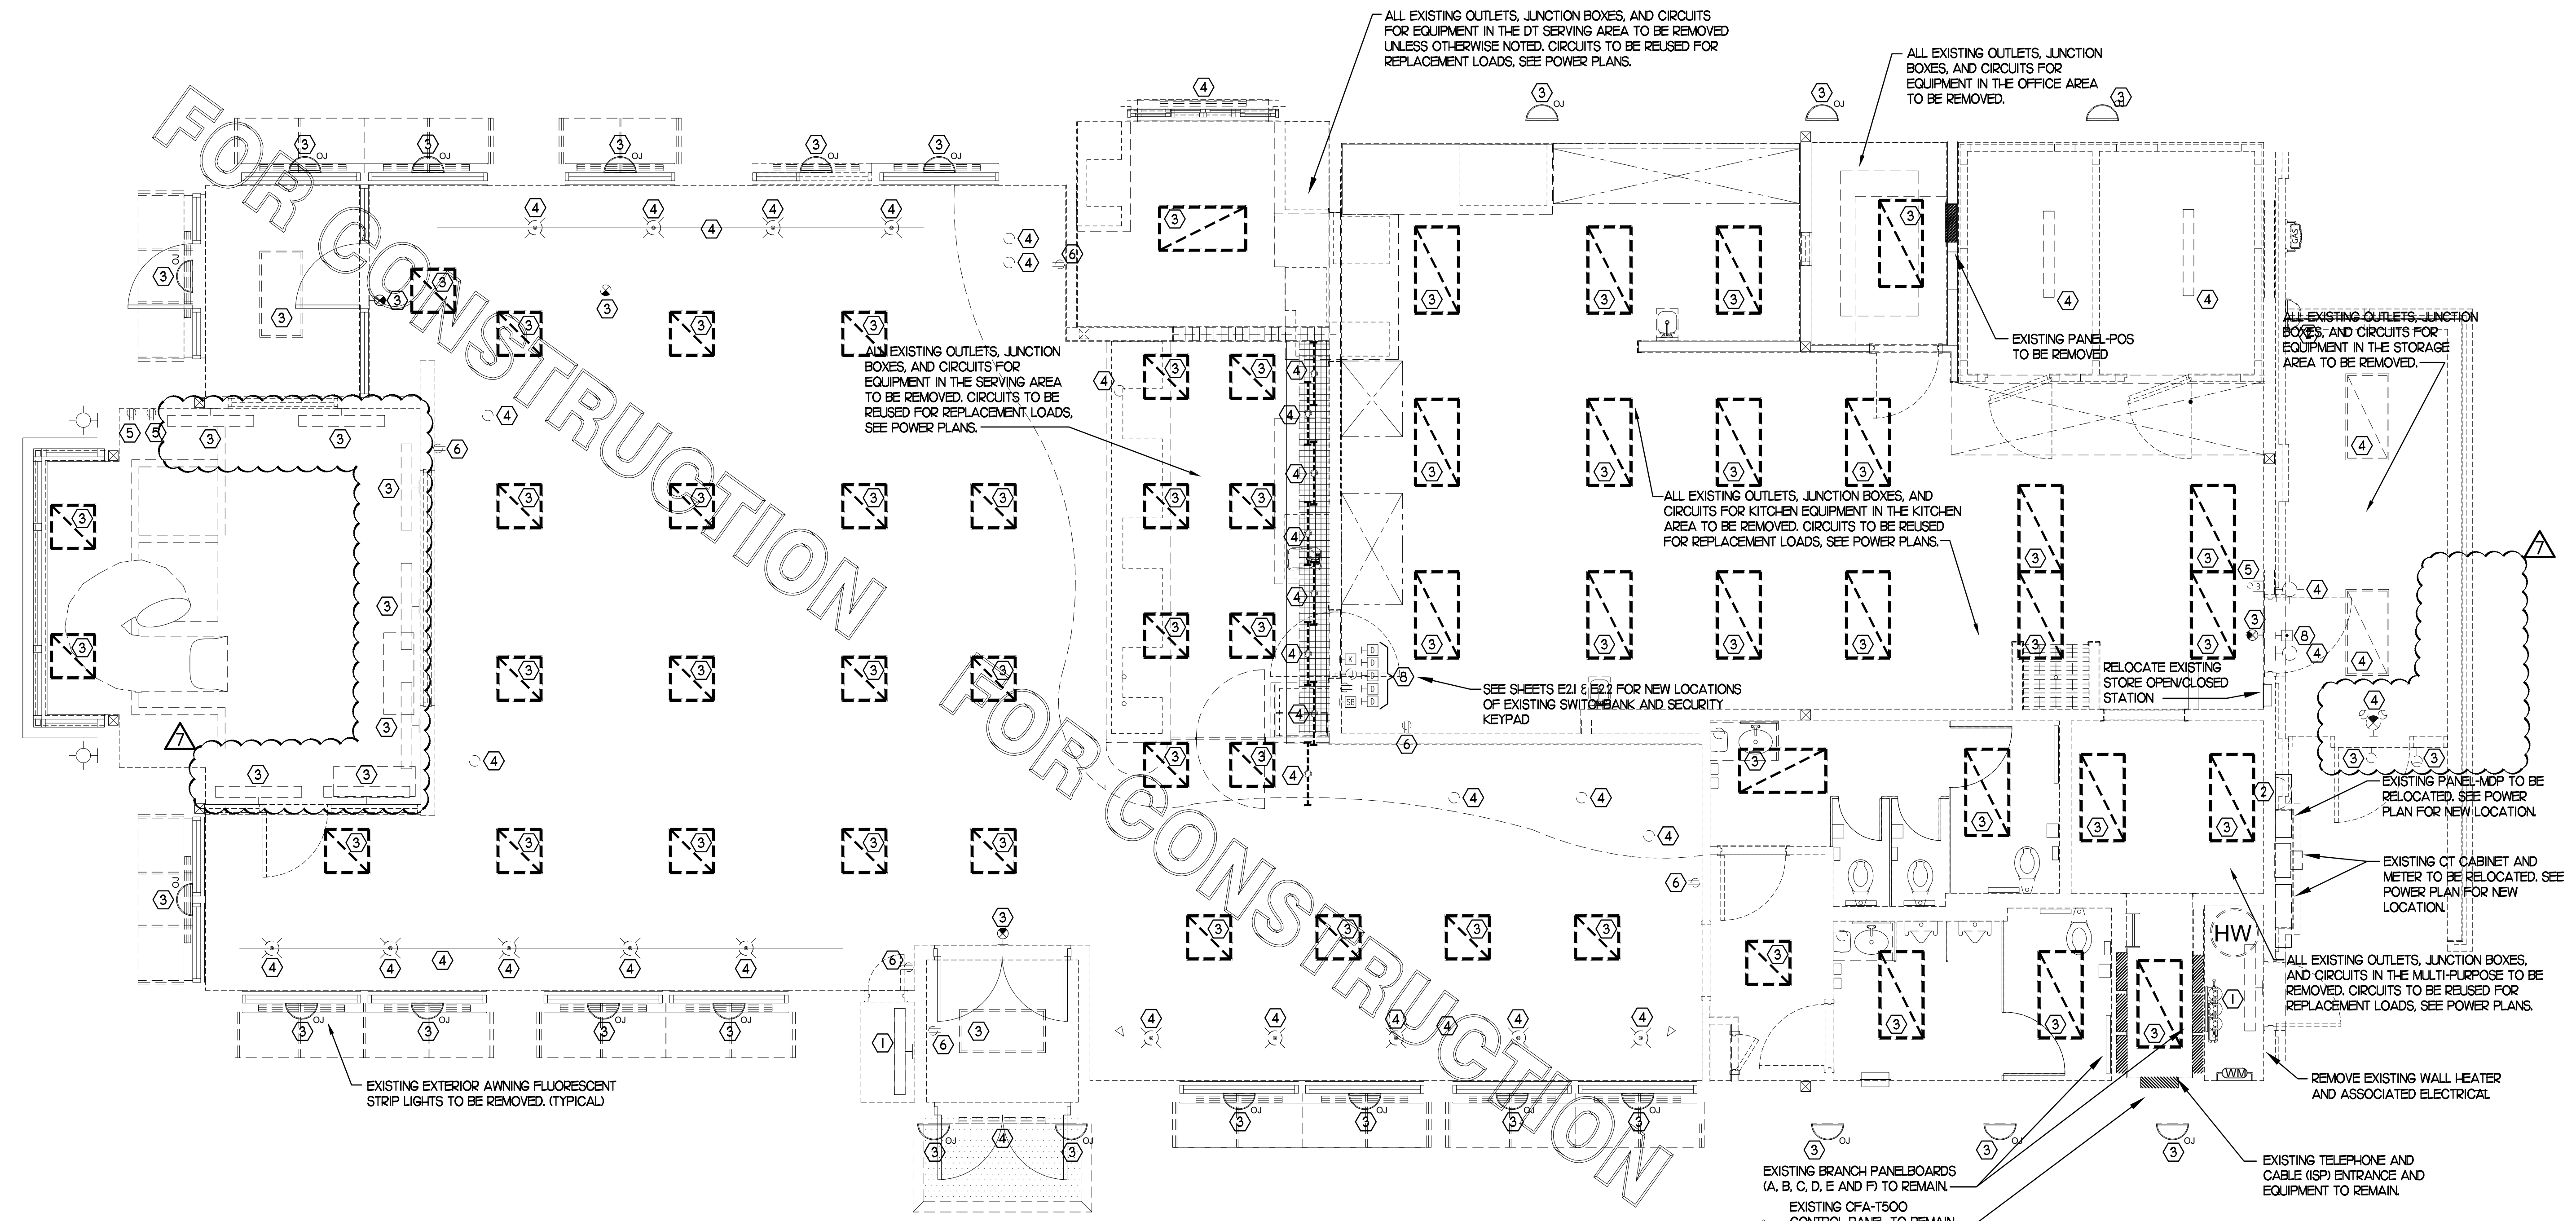 ALL EXISTING OUTLETS, JUNCTION BOXES, AND CIRCUITS
FOR EQUIPMENT IN THE DT SERVING AREA TO BE REMOVED
UNLESS OTHERWISE NOTED. CIRCUITS TO BE REUSED FOR
REPLACEMENT LOADS, SEE POWER PLANS.
ALL EXISTING OUTLETS, JUNCTION
BOXES, AND CIRCUITS FOR
EQUIPMENT IN THE OFFICE AREA
TO BE REMOVED.
FOR CONSTRUCTION
EXISTING PANEL-POS
TO BE REMOVED
GAS
ALL EXISTING OUTLETS, JUNCTION
BOXES, AND CIRCUITS FOR
EQUIPMENT IN THE STORAGE
AREA TO BE REMOVED.
ALL EXISTING OUTLETS, JUNCTION
BOXES, AND CIRCUITS FOR
EQUIPMENT IN THE SERVING AREA
TO BE REMOVED. CIRCUITS TO BE
REUSED FOR REPLACEMENT LOADS,
SEE POWER PLANS.
ALL EXISTING OUTLETS, JUNCTION BOXES, AND
CIRCUITS FOR KITCHEN EQUIPMENT IN THE KITCHEN
AREA TO BE REMOVED. CIRCUITS TO BE REUSED
FOR REPLACEMENT LOADS, SEE POWER PLANS.
7
RELOCATE EXISTING
STORE OPEN/CLOSED
STATION
SEE SHEETS E2.1 & E2.2 FOR NEW LOCATIONS
OF EXISTING SWITCHBANK AND SECURITY
KEYPAD
7
FOR CONSTRUCTION
EXISTING PANEL-MDP TO BE
RELOCATED. SEE POWER
PLAN FOR NEW LOCATION.
EXISTING CT CABINET AND
METER TO BE RELOCATED. SEE
POWER PLAN FOR NEW
LOCATION.
HW
ALL EXISTING OUTLETS, JUNCTION BOXES,
AND CIRCUITS IN THE MULTI-PURPOSE TO BE
REMOVED. CIRCUITS TO BE REUSED FOR
REPLACEMENT LOADS, SEE POWER PLANS.
WM
EXISTING EXTERIOR AWNING FLUORESCENT
STRIP LIGHTS TO BE REMOVED. (TYPICAL)
REMOVE EXISTING WALL HEATER
AND ASSOCIATED ELECTRICAL
EXISTING BRANCH PANELBOARDS
(A, B, C, D, E AND F) TO REMAIN.
EXISTING TELEPHONE AND
CABLE (ISP) ENTRANCE AND
EQUIPMENT TO REMAIN.
EXISTING CFA-T500
CONTROL PANEL TO REMAIN